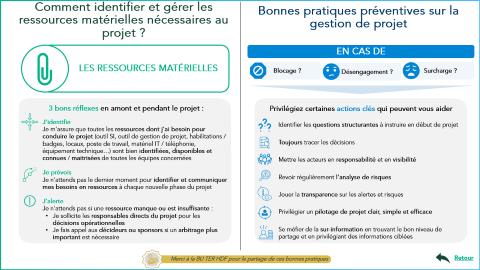 Comment identifier et gérer les
ressources matérielles nécessaires au
projet ?
LES RESSOURCES MATÉRIELLES
3 bons réflexes en amont et pendant le projet :
J'identifie
Je m'assure que toutes les ressources dont j'ai besoin pour
conduire le projet (outil SI, outil de gestion de projet, habilitations /
badges, locaux, poste de travail, matériel IT / téléphonie,
équipement technique…) sont bien identifiées, disponibles et
connues / maitrisées de toutes les équipes concernées
Je prévois
Je n'attends pas le dernier moment pour identifier et communiquer
mes besoins en ressources à chaque nouvelle phase du projet
J'alerte
Je n'attends pas si une ressource manque ou est insuffisante :
• Je sollicite les responsables directs du projet pour les
décisions opérationnelles
• Je fais appel aux décideurs ou sponsors si un arbitrage plus
important est nécessaire
Bonnes pratiques préventives sur la
gestion de projet
EN CAS DE
Blocage ?
Désengagement ?
Surcharge ?
Privilégiez certaines actions clés qui peuvent vous aider
Identifier les questions structurantes à instruire en début de projet
Toujours tracer les décisions
Mettre les acteurs en responsabilité et en visibilité
Revoir régulièrement l'analyse de risques
Jouer la transparence sur les alertes et risques
Privilégier un pilotage de projet clair, simple et efficace
Se méfier de la sur-information en trouvant le bon niveau de
partage et en privilégiant des informations ciblées
Merci à la BU TER HDF pour le partage de ces bonnes pratiques
Retour